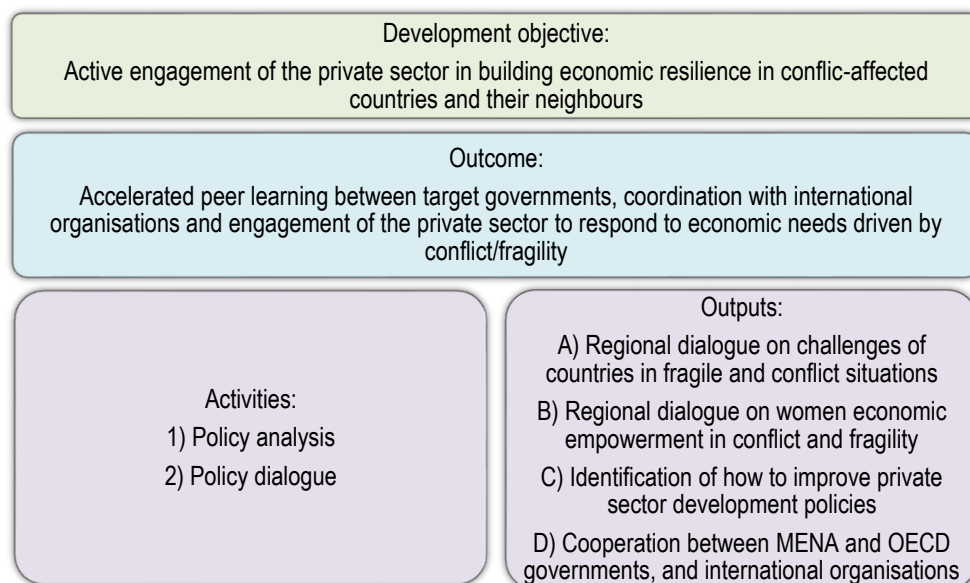 Development objective:
Active engagement of the private sector in building economic resilience in conflic-affected
countries and their neighbours
Outcome:
Accelerated peer learning between target governments, coordination with international
organisations and engagement of the private sector to respond to economic needs driven by
conflict/fragility
Activities:
1) Policy analysis
2) Policy dialogue
Outputs:
A) Regional dialogue on challenges of
countries in fragile and conflict situations
B) Regional dialogue on women economic
empowerment in conflict and fragility
C) Identification of how to improve private
sector development policies
D) Cooperation between MENA and OECD
governments, and international organisations